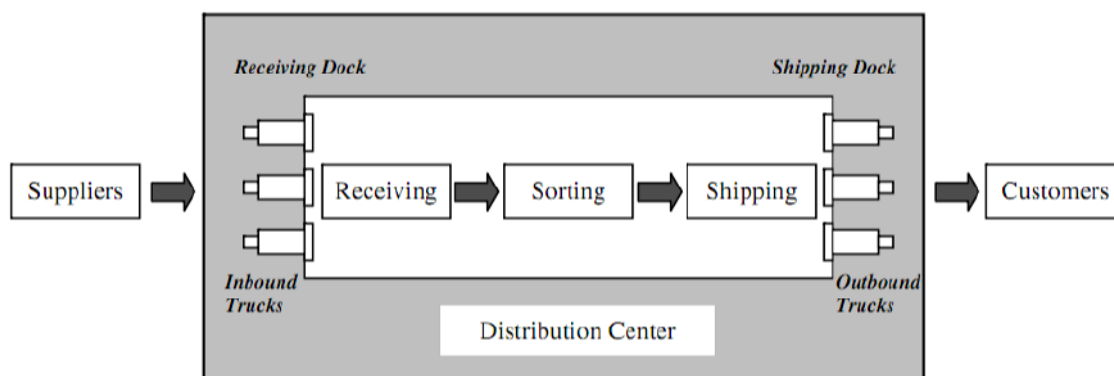 Receiving Dock
Shipping Dock
Suppliers
Receiving
Sorting
Shipping
Customers
Inbound
Trucks
Outbound
Trucks
Distribution Center